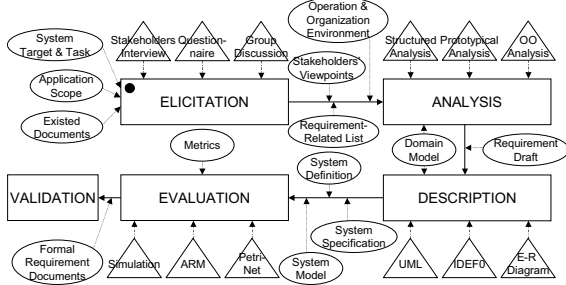 System
Target & Task
Stakeholders
Interview
Question-
naire
Group
Discussion
Operation &
Organization
Environment
Structured
Analysis
Prototypical
Analysis
OO
Analysis
Application
Scope
Stakeholders'
Viewpoints
ELICITATION
ANALYSIS
Existed
Documents
Requirement-
Related List
Metrics
System
Definition
Domain
Model
Requirement
Draft
VALIDATION
EVALUATION
DESCRIPTION
Formal
Requirement
Documents
Simulation
ARM
Petri-
Net
System
Model
System
Specification
UML
IDEF0
E-R
Diagram